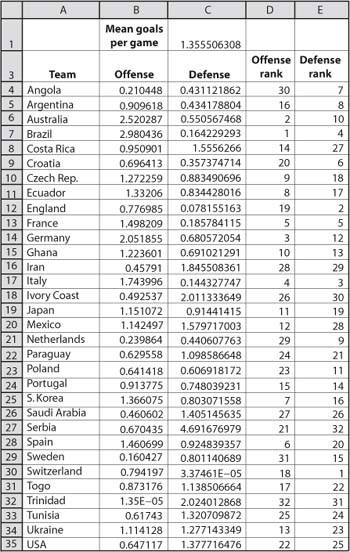 A B C D E
Mean goals
per game
1 1.355506308
Offense Defense
3 Team Offense Defense rank rank
4 Angola 0.210448 0.431121862 30 7
5 Argentina 0.909618 0.434178804 16 8
6 Australia 2.520287 0.550567468 2 10
7 Brazil 2.980436 0.164229293 1 4
8 Costa Rica 0.950901 1.5556266 14 27
9 Croatia 0.696413 0.357374714 20 6
10 Czech Rep. 1.272259 0.883490696 9 18
11 Ecuador 1.33206 0.834428016 8 17
12 England 0.776985 0.078155163 19 2
13 France 1.498209 0.185784115 5 5
14 Germany 2.051855 0.680572054 3 12
15 Ghana 1.223601 0.691021291 10 13
16 Iran 0.45791 1.845508361 28 29
17 Italy 1.743996 0.144327747 4 3
18 Ivory Coast 0.492537 2.011333649 26 30
19 Japan 1.151072 0.91441415 11 19
20 Mexico 1.142497 1.579717003 12 28
21 Netherlands 0.239864 0.440607763 29 9
22 Paraguay 0.629558 1.098586648 24 21
23 Poland 0.641418 0.606918172 23 11
24 Portugal 0.913775 0.748039231 15 14
25 S. Korea 1.366075 0.803071558 7 16
26 Saudi Arabia 0.460602 1.405145635 27 26
27 Serbia 0.670435 4.691676979 21 32
28 Spain 1.460699 0.924839357 6 20
29 Sweden 0.160427 0.801140689 31 15
30 Switzerland 0.794197 3.37461E–05 18 1
31 Togo 0.873176 1.138506664 17 22
32 Trinidad 1.35E–05 2.024012868 32 31
33 Tunisia 0.61743 1.320709872 25 24
34 Ukraine 1.114128 1.277143349 13 23
35 USA 0.647117 1.377716476 22 25